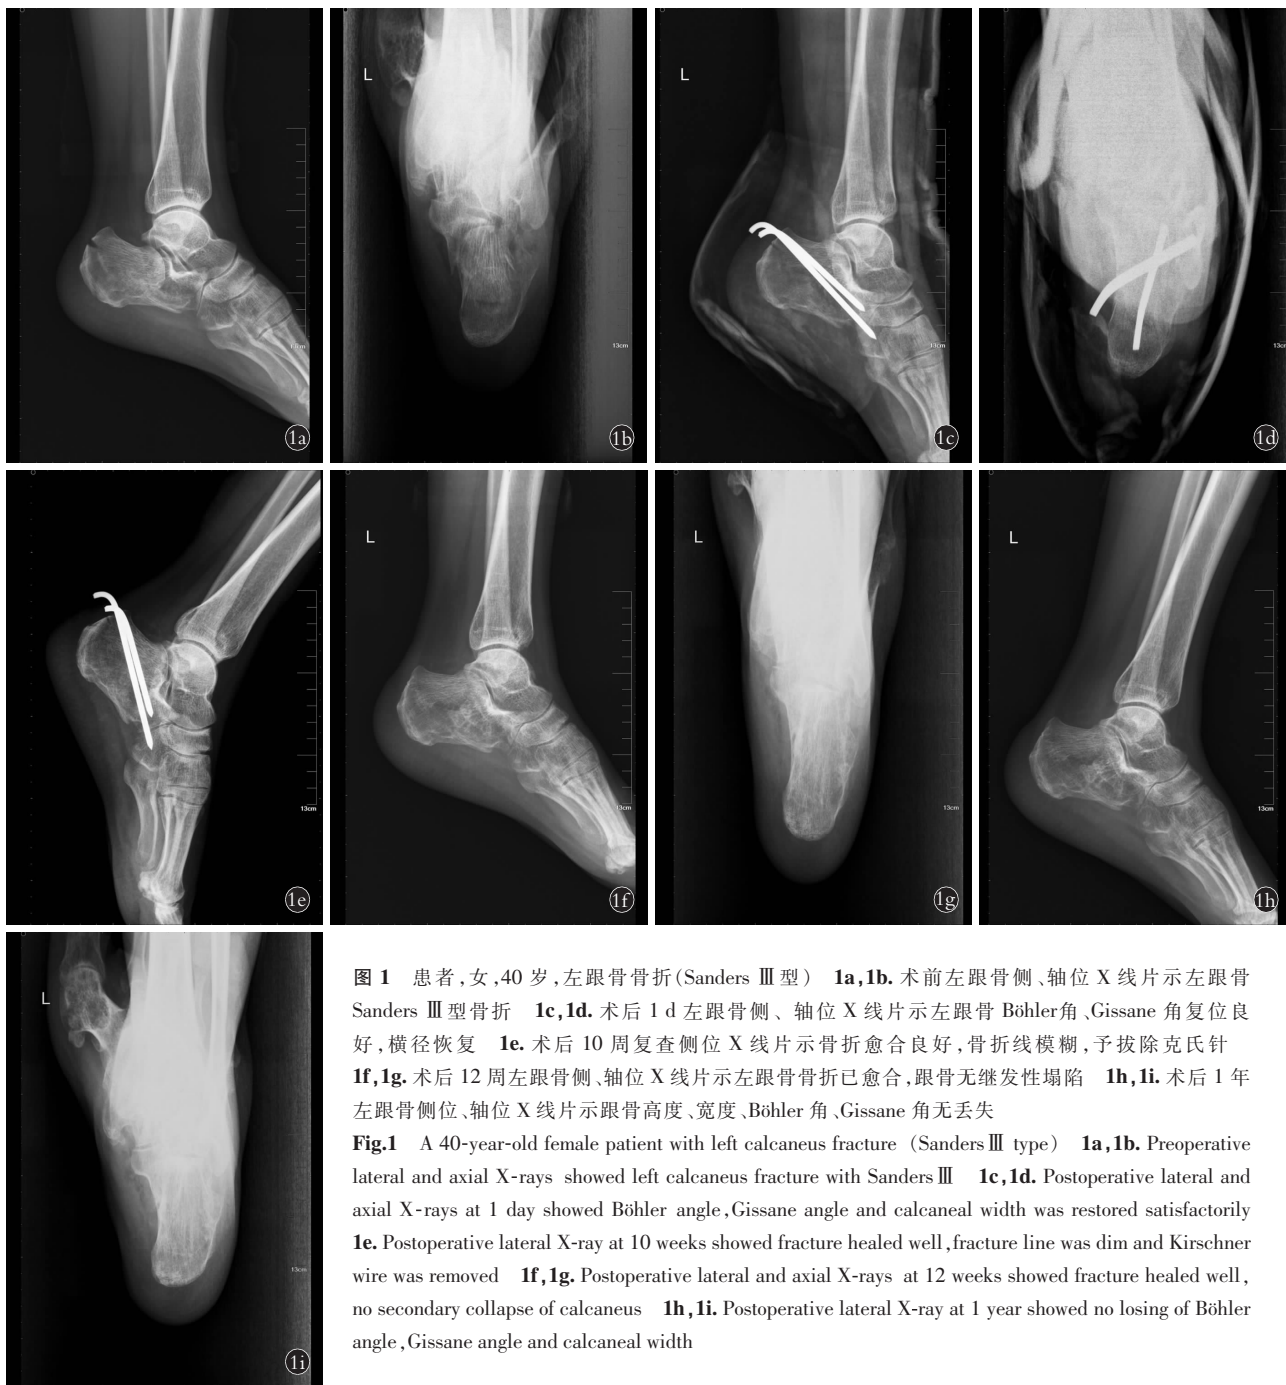 L
L
13cm
13cm
13cm
13cm
1a
1b
1c
1d
L
L
L
13cm
13cm
13cm
13cm
1e
1f
1g
1h
L
13cm
1i
图 1 患者,女,40 岁,左跟骨骨折(Sanders Ⅲ型) 1a,1b. 术前左跟骨侧、轴位 X 线片示左跟骨
Sanders Ⅲ型骨折 1c,1d. 术后 1 d 左跟骨侧、轴位 X 线片示左跟骨 Böhler角、Gissane 角复位良
好,横径恢复 1e. 术后 10 周复查侧位 X 线片示骨折愈合良好,骨折线模糊,予拔除克氏针
1f,1g. 术后 12 周左跟骨侧、轴位 X 线片示左跟骨骨折已愈合,跟骨无继发性塌陷 1h,1i. 术后 1 年
左跟骨侧位、轴位 X 线片示跟骨高度、宽度、Böhler 角、Gissane 角无丢失
Fig.1 A 40-year-old female patient with left calcaneus fracture (Sanders Ⅲ type) 1a,1b. Preoperative
lateral and axial X-rays showed left calcaneus fracture with Sanders Ⅲ 1c,1d. Postoperative lateral and
axial X-rays at 1 day showed Böhler angle,Gissane angle and calcaneal width was restored satisfactorily
1e. Postoperative lateral X-ray at 10 weeks showed fracture healed well,fracture line was dim and Kirschner
wire was removed 1f,1g. Postoperative lateral and axial X-rays at 12 weeks showed fracture healed well,
no secondary collapse of calcaneus 1h,1i. Postoperative lateral X-ray at 1 year showed no losing of Böhler
angle,Gissane angle and calcaneal width